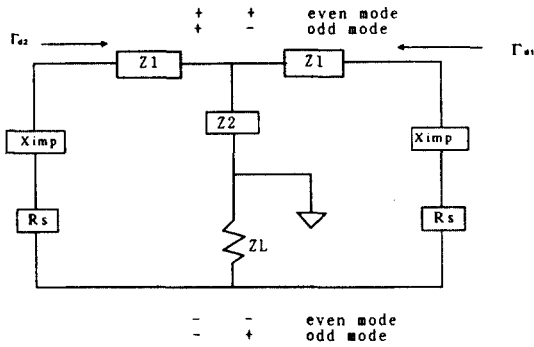 + + even mode
+ - odd mode
Γd2
Γd1
Z1
Z1
Z2
Ximp
Ximp
Rs
Rs
ZL
- - even mode
- + odd mode